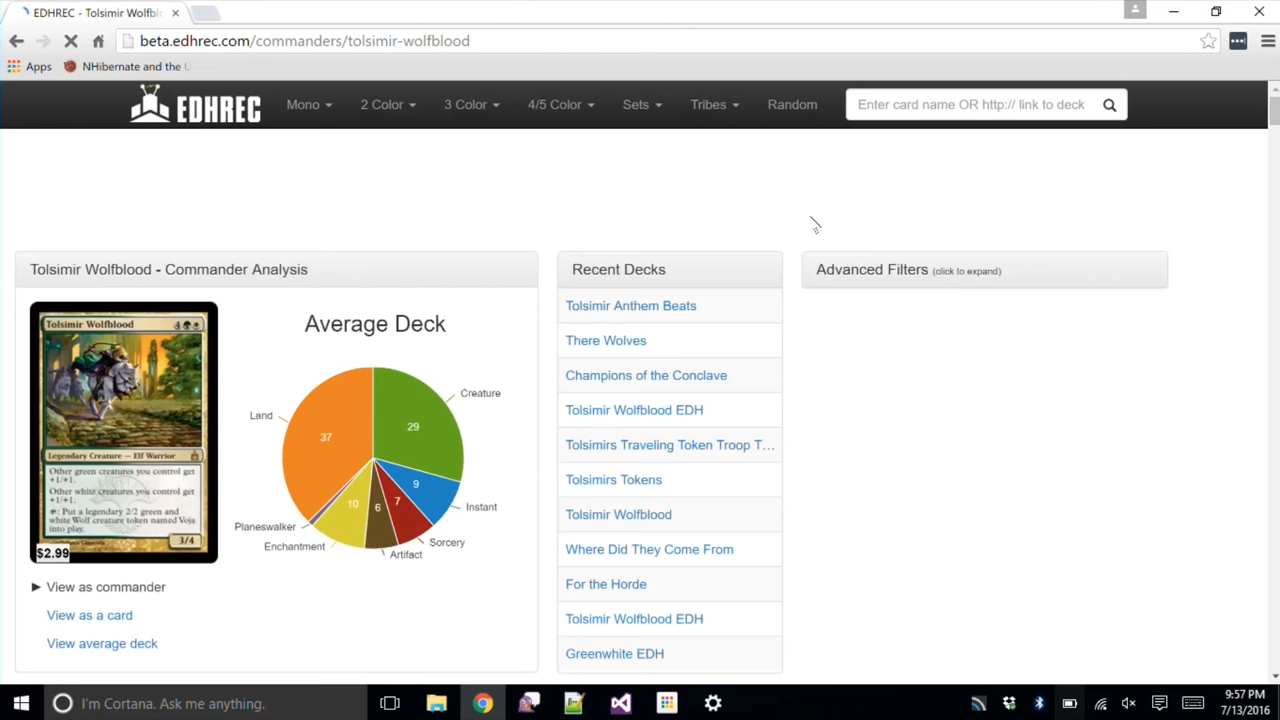 EDHREC - Tolsimir Wolfbl
beta.edhrec.com/commanders/tolsimir-wolfblood
Apps NHibernate and the U
EDHREC Mono 2 Color 3 Color 4/5 Color Sets Tribes Random Enter card name OR http:// link to deck
Tolsimir Wolfblood - Commander Analysis
Tolsimir Wolfblood 4
Legendary Creature — Elf Warrior
Other green creatures you control get
+1/+1.
Other white creatures you control get
+1/+1.
: Put a legendary 2/2 green and
white Wolf creature token named Voja
into play.
3/4
$2.99
► View as commander
View as a card
View average deck
Average Deck
Creature
29
Land
37
9
Instant
7
Sorcery
6
Artifact
10
Enchantment
Planeswalker
Recent Decks
Tolsimir Anthem Beats
There Wolves
Champions of the Conclave
Tolsimir Wolfblood EDH
Tolsimirs Traveling Token Troop T…
Tolsimirs Tokens
Tolsimir Wolfblood
Where Did They Come From
For the Horde
Tolsimir Wolfblood EDH
Greenwhite EDH
Advanced Filters (click to expand)
I'm Cortana. Ask me anything.
9:57 PM
7/13/2016